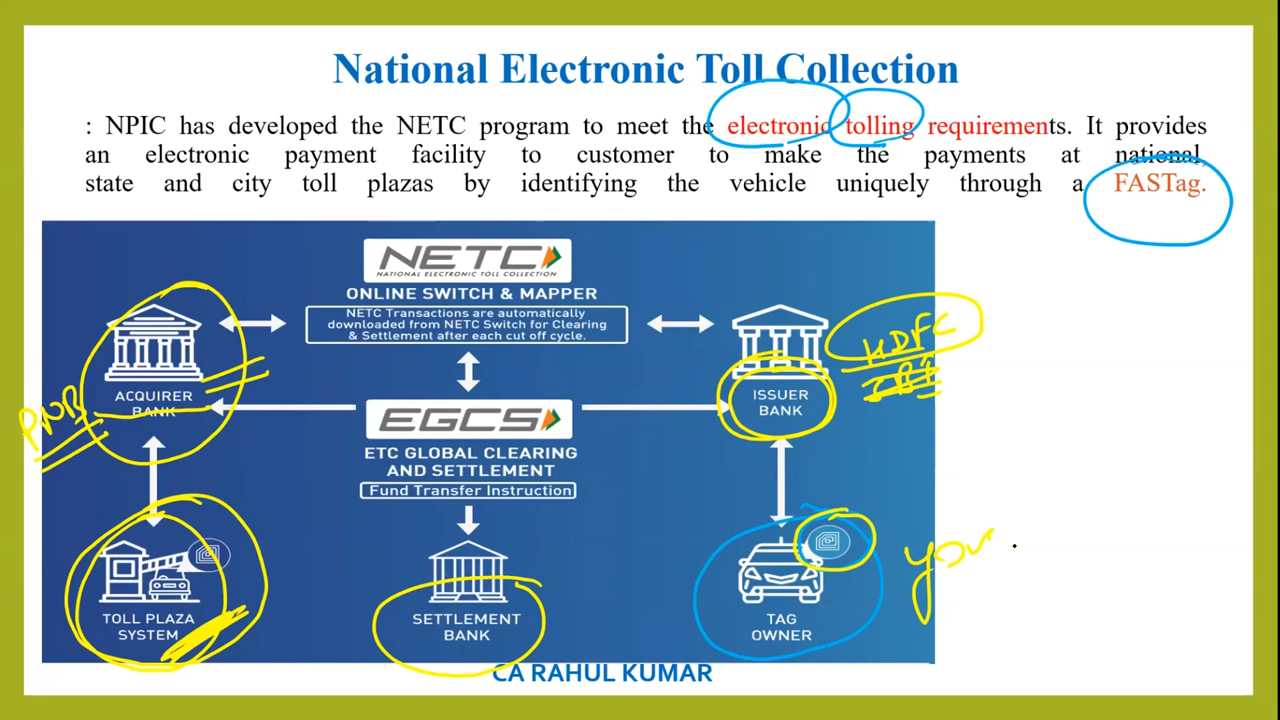 National Electronic Toll Collection
: NPIC has developed the NETC program to meet the electronic tolling requirements. It provides
an electronic payment facility to customer to make the payments at national,
state and city toll plazas by identifying the vehicle uniquely through a FASTag.
NETC
NATIONAL ELECTRONIC TOLL COLLECTION
ONLINE SWITCH & MAPPER
NETC Transactions are automatically
downloaded from NETC Switch for Clearing
& Settlement after each cut off cycle.
HDFC
ACQUIRER
BANK
PNB
ISSUER
BANK
EGCS
ETC GLOBAL CLEARING
AND SETTLEMENT
Fund Transfer Instruction
your
TOLL PLAZA
SYSTEM
SETTLEMENT
BANK
TAG
OWNER
CA RAHUL KUMAR